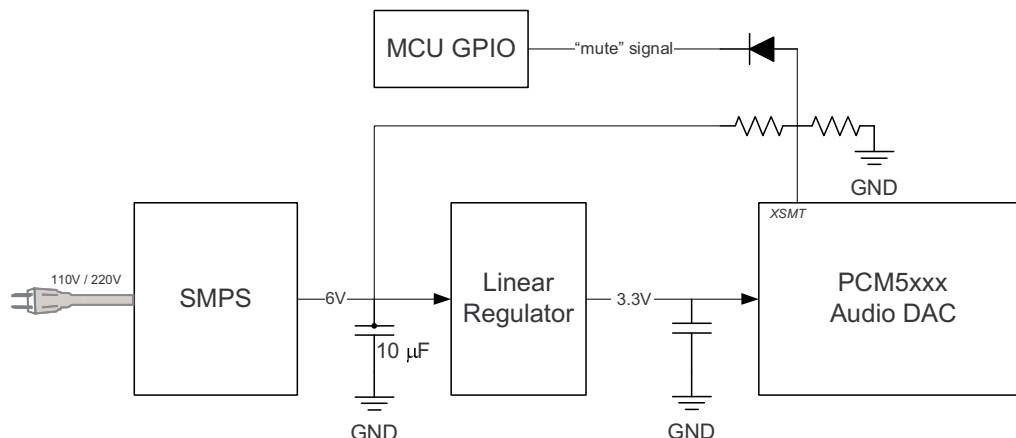 MCU GPIO
“mute” signal
GND
XSMT
110V / 220V
SMPS
6V
Linear
Regulator
3.3V
PCM5xxx
Audio DAC
10 μF
GND
GND